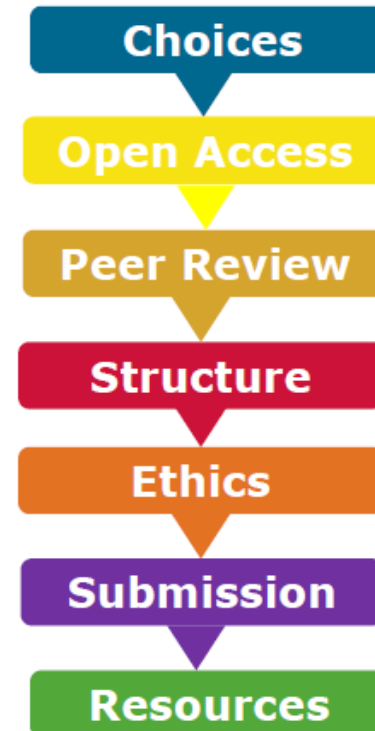 Choices
Open Access
Peer Review
Structure
Ethics
Submission
Resources